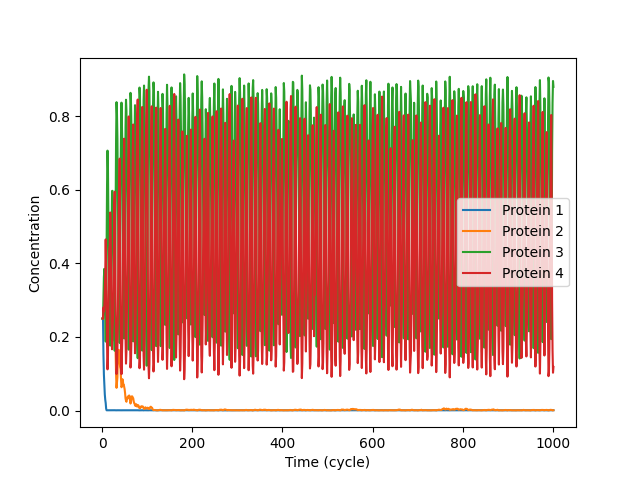 0.8
0.6
0.4
0.2
0.0
Concentration
Protein 1
Protein 2
Protein 3
Protein 4
0 200 400 600 800 1000
Time (cycle)